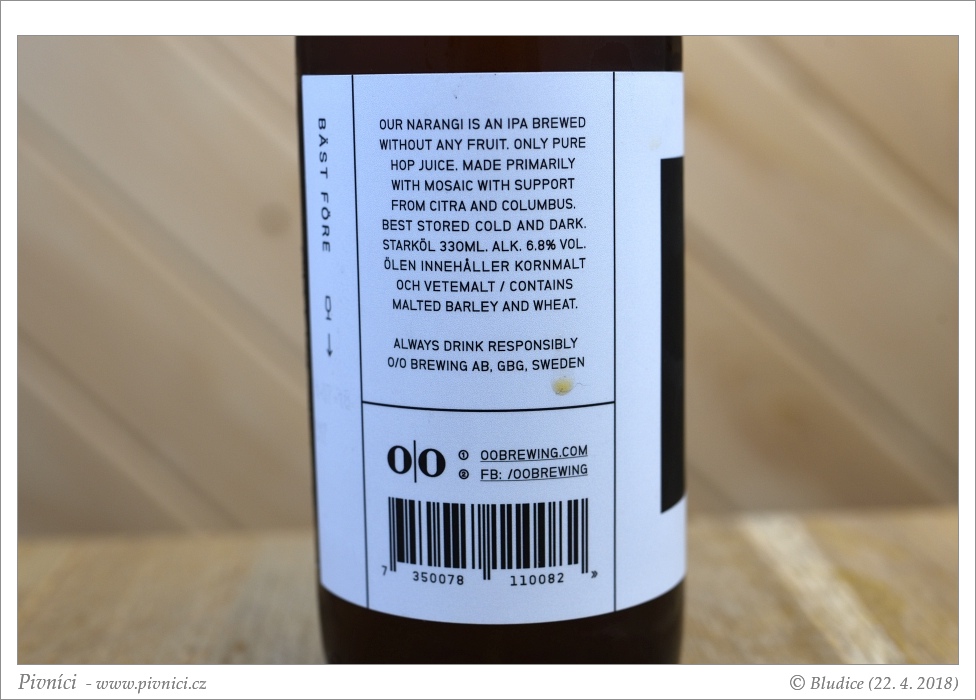 BÄST FÖRE
OUR NARANGI IS AN IPA BREWED
WITHOUT ANY FRUIT. ONLY PURE
HOP JUICE. MADE PRIMARILY
WITH MOSAIC WITH SUPPORT
FROM CITRA AND COLUMBUS.
BEST STORED COLD AND DARK.
STARKÖL 330ML. ALK. 6.8% VOL.
ÖLEN INNEHÅLLER KORNMALT
OCH VETEMALT / CONTAINS
MALTED BARLEY AND WHEAT.
ALWAYS DRINK RESPONSIBLY
O/O BREWING AB, GBG, SWEDEN
O|O
① OOBREWING.COM
② FB: /OOBREWING
7 350078 110082 »
Pivníci - www.pivnici.cz
© Bludice (22. 4. 2018)